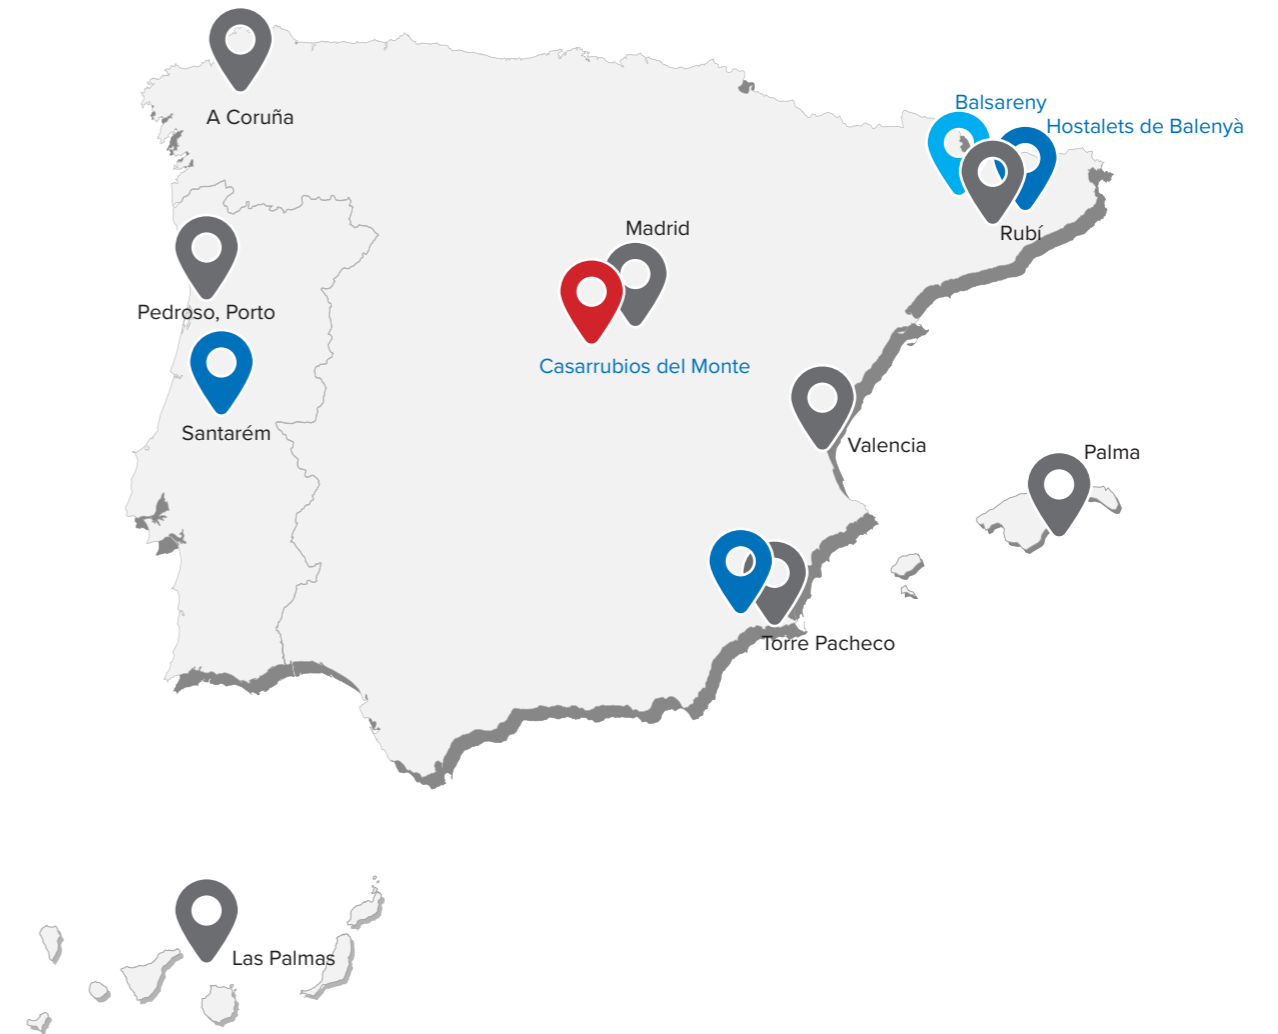 A Coruña
Balsareny
Hostalets de Balenyà
Rubí
Madrid
Pedroso, Porto
Casarrubios del Monte
Santarém
Valencia
Palma
Torre Pacheco
Las Palmas